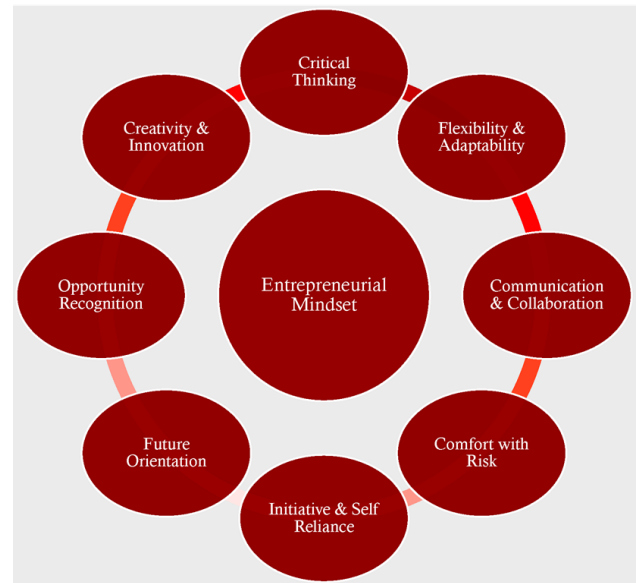 Critical
Thinking
Flexibility &
Adaptability
Communication
& Collaboration
Comfort with
Risk
Initiative & Self
Reliance
Future
Orientation
Opportunity
Recognition
Creativity &
Innovation
Entrepreneurial
Mindset